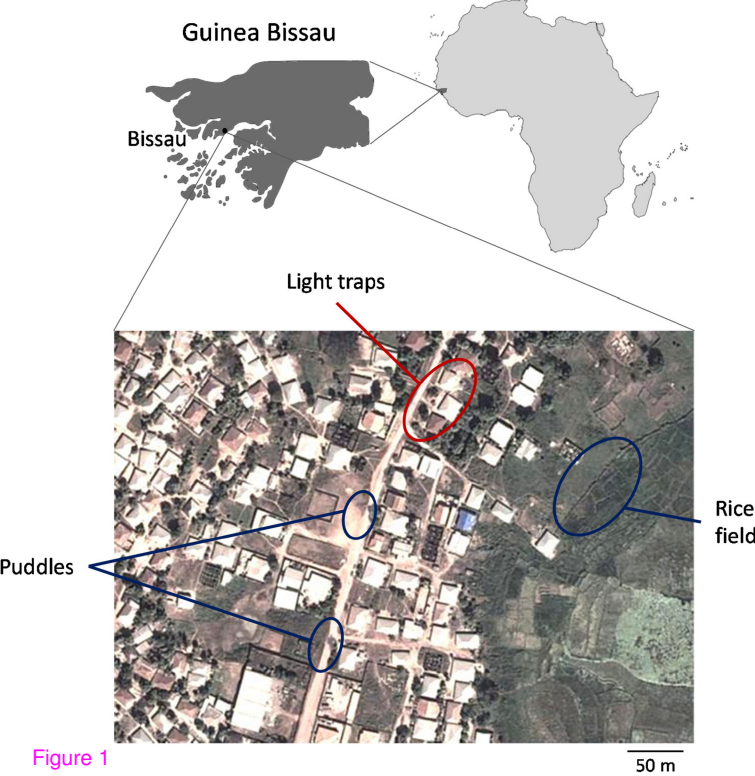 Guinea Bissau
Bissau
Light traps
Rice
field
Puddles
Figure 1
50 m